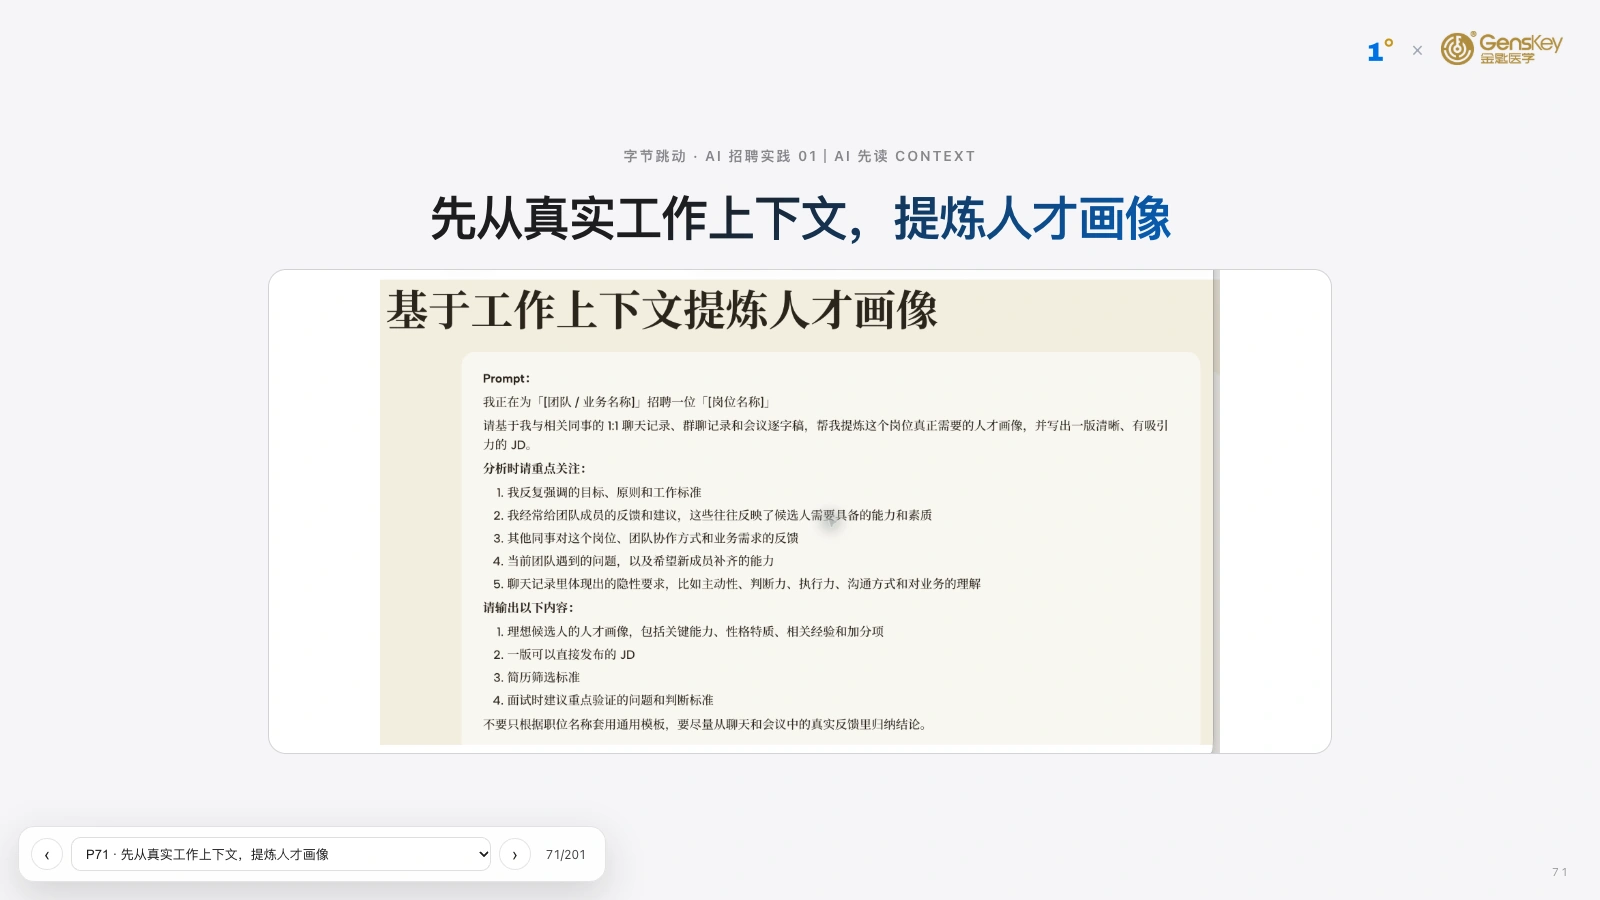 1° × GensKey®
金匙医学
字节跳动 · AI 招聘实践 01 | AI 先读 CONTEXT
先从真实工作上下文，提炼人才画像
基于工作上下文提炼人才画像
Prompt：
我正在为「[团队 / 业务名称]」招聘一位「[岗位名称]」
请基于我与相关同事的 1:1 聊天记录、群聊记录和会议逐字稿，帮我提炼这个岗位真正需要的人才画像，并写出一版清晰、有吸引
力的 JD。
分析时请重点关注：
1. 我反复强调的目标、原则和工作标准
2. 我经常给团队成员的反馈和建议，这些往往反映了候选人需要具备的能力和素质
3. 其他同事对这个岗位、团队协作方式和业务需求的反馈
4. 当前团队遇到的问题，以及希望新成员补齐的能力
5. 聊天记录里体现出的隐性要求，比如主动性、判断力、执行力、沟通方式和对业务的理解
请输出以下内容：
1. 理想候选人的人才画像，包括关键能力、性格特质、相关经验和加分项
2. 一版可以直接发布的 JD
3. 简历筛选标准
4. 面试时建议重点验证的问题和判断标准
不要只根据职位名称套用通用模板，要尽量从聊天和会议中的真实反馈里归纳结论。
‹ P71 · 先从真实工作上下文，提炼人才画像 › 71/201
71